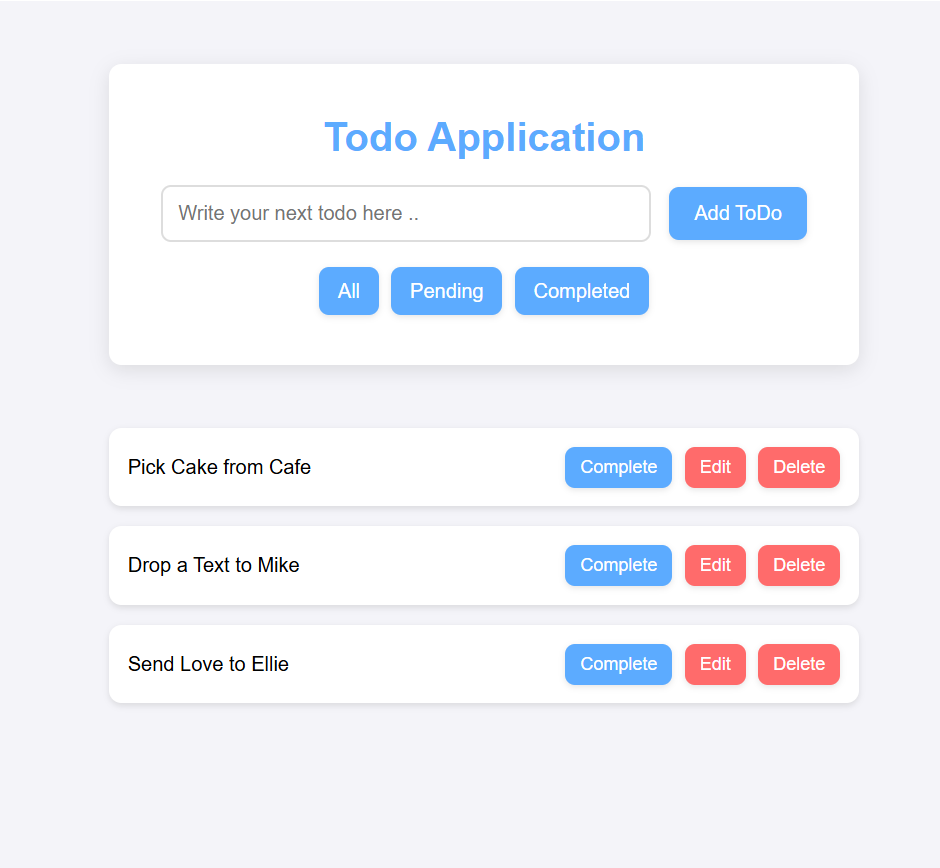 Todo Application
Write your next todo here ..
Add ToDo
All Pending Completed
Pick Cake from Cafe Complete Edit Delete
Drop a Text to Mike Complete Edit Delete
Send Love to Ellie Complete Edit Delete